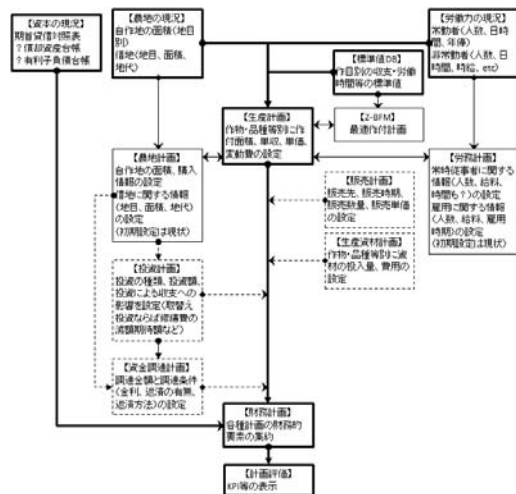 【資本の現況】
期首貸借対照表
?償却資産台帳
?有利子負債台帳
【農地の現況】
自作地の面積(地目
別)
借地(地目、面積、
地代)
【労働力の現況】
常勤者(人数、日時
間、年俸)
非常勤者(人数、日
時間、時給、etc)
【標準値DB】
作目別の収支・労働
時間等の標準値
【生産計画】
作物・品種等別に作
付面積、単収、単価、
変動費の設定
【Z-BFM】
最適作付計画
【農地計画】
自作地の面積、購入
情報の設定
借地に関する情報
(地目、面積、地代)
の設定
(初期設定は現状)
【労務計画】
常時従事者に関する
情報(人数、給料、
時間も?)の設定
雇用に関する情報
(人数、給料、雇用
時期)の設定
(初期設定は現状)
【販売計画】
販売先、販売時期、
販売数量、販売単価
の設定
【生産資材計画】
作物・品種等別に資
材の投入量、費用の
設定
【投資計画】
投資の種類、投資額、
投資による収支への
影響を設定(取替え
投資ならば修繕費の
減額期待額など)
【資金調達計画】
調達金額と調達条件
(金利、返済の有無、
返済方法)の設定
【財務計画】
各種計画の財務的
要素の集約
【計画評価】
KPI等の表示